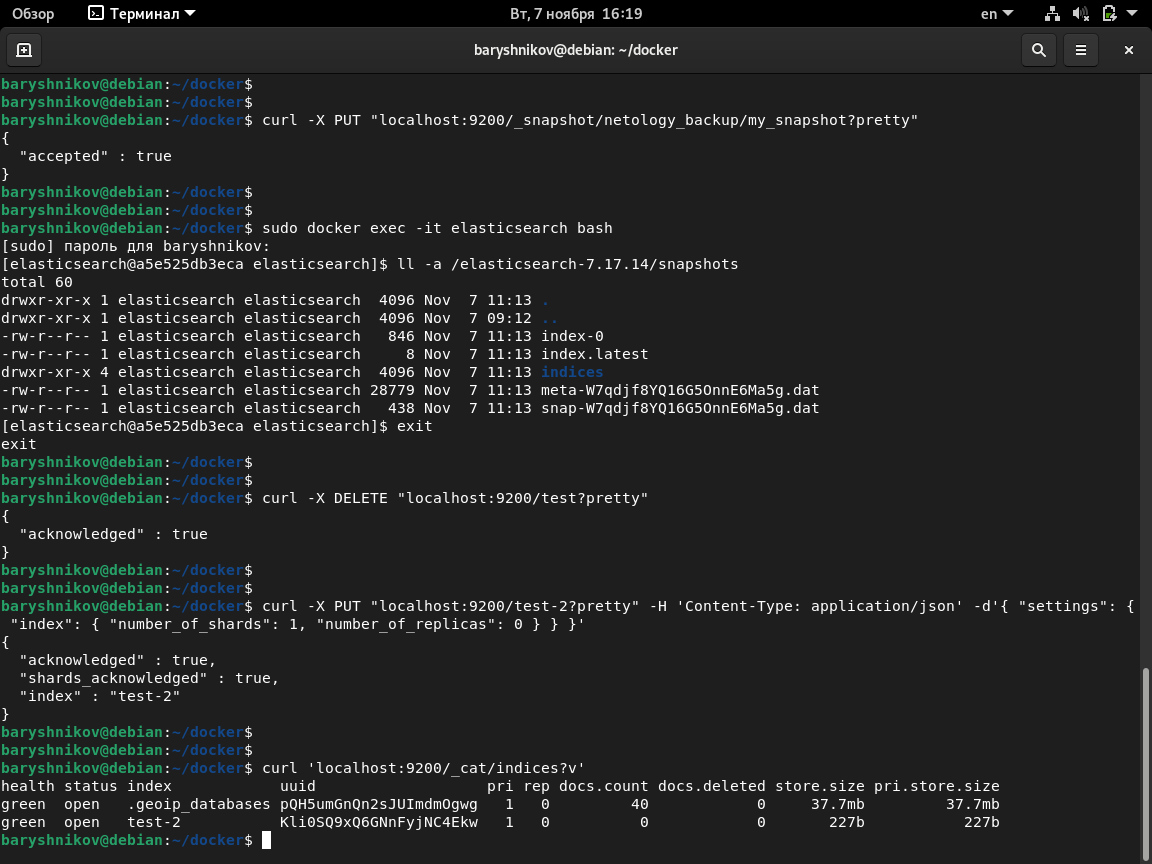 Обзор Терминал Вт, 7 ноября 16:19 en
baryshnikov@debian: ~/docker
baryshnikov@debian:~/docker$
baryshnikov@debian:~/docker$
baryshnikov@debian:~/docker$ curl -X PUT "localhost:9200/_snapshot/netology_backup/my_snapshot?pretty"
{
  "accepted" : true
}
baryshnikov@debian:~/docker$
baryshnikov@debian:~/docker$
baryshnikov@debian:~/docker$ sudo docker exec -it elasticsearch bash
[sudo] пароль для baryshnikov:
[elasticsearch@a5e525db3eca elasticsearch]$ ll -a /elasticsearch-7.17.14/snapshots
total 60
drwxr-xr-x 1 elasticsearch elasticsearch  4096 Nov  7 11:13 .
drwxr-xr-x 1 elasticsearch elasticsearch  4096 Nov  7 09:12 ..
-rw-r--r-- 1 elasticsearch elasticsearch   846 Nov  7 11:13 index-0
-rw-r--r-- 1 elasticsearch elasticsearch     8 Nov  7 11:13 index.latest
drwxr-xr-x 4 elasticsearch elasticsearch  4096 Nov  7 11:13 indices
-rw-r--r-- 1 elasticsearch elasticsearch 28779 Nov  7 11:13 meta-W7qdjf8YQ16G5OnnE6Ma5g.dat
-rw-r--r-- 1 elasticsearch elasticsearch   438 Nov  7 11:13 snap-W7qdjf8YQ16G5OnnE6Ma5g.dat
[elasticsearch@a5e525db3eca elasticsearch]$ exit
exit
baryshnikov@debian:~/docker$
baryshnikov@debian:~/docker$
baryshnikov@debian:~/docker$ curl -X DELETE "localhost:9200/test?pretty"
{
  "acknowledged" : true
}
baryshnikov@debian:~/docker$
baryshnikov@debian:~/docker$
baryshnikov@debian:~/docker$ curl -X PUT "localhost:9200/test-2?pretty" -H 'Content-Type: application/json' -d'{ "settings": {
 "index": { "number_of_shards": 1, "number_of_replicas": 0 } } }'
{
  "acknowledged" : true,
  "shards_acknowledged" : true,
  "index" : "test-2"
}
baryshnikov@debian:~/docker$
baryshnikov@debian:~/docker$
baryshnikov@debian:~/docker$ curl 'localhost:9200/_cat/indices?v'
health status index            uuid                   pri rep docs.count docs.deleted store.size pri.store.size
green  open   .geoip_databases pQH5umGnQn2sJUImdmOgwg   1   0         40            0     37.7mb         37.7mb
green  open   test-2           Kli0SQ9xQ6GNnFyjNC4Ekw   1   0          0            0       227b           227b
baryshnikov@debian:~/docker$